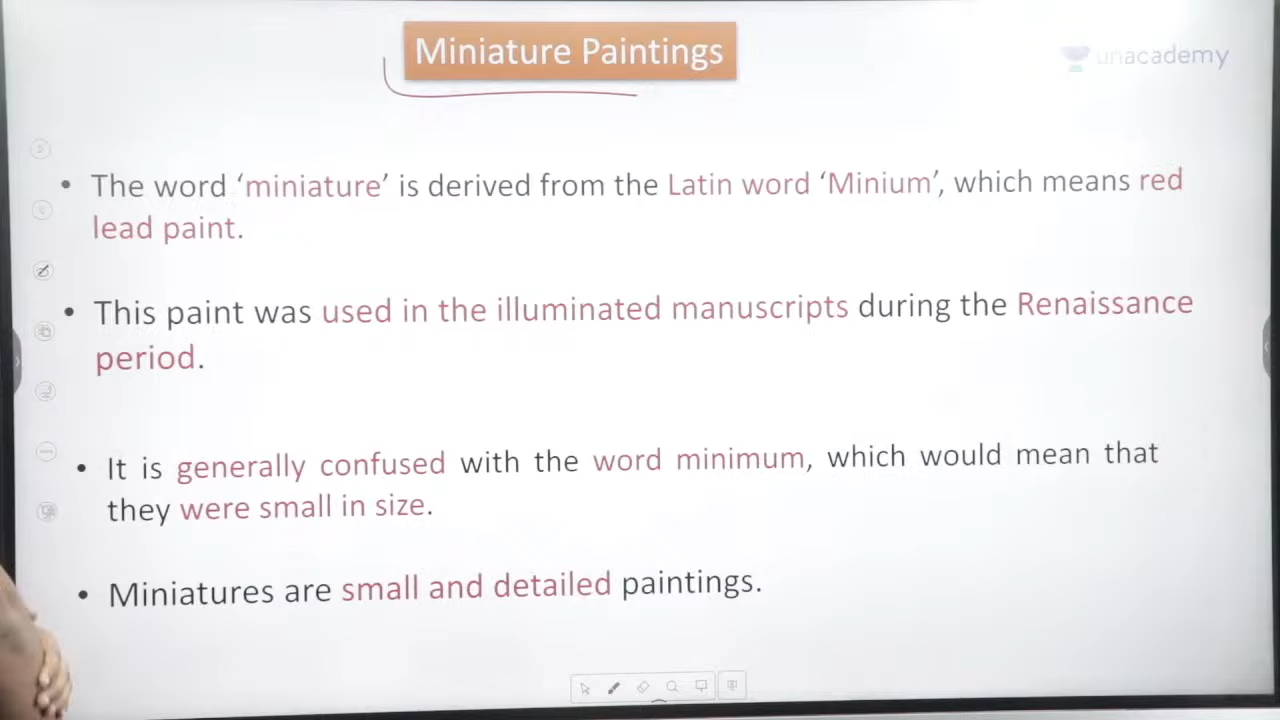 Miniature Paintings
unacademy
• The word ‘miniature’ is derived from the Latin word ‘Minium’, which means red
lead paint.
• This paint was used in the illuminated manuscripts during the Renaissance
period.
• It is generally confused with the word minimum, which would mean that
they were small in size.
• Miniatures are small and detailed paintings.